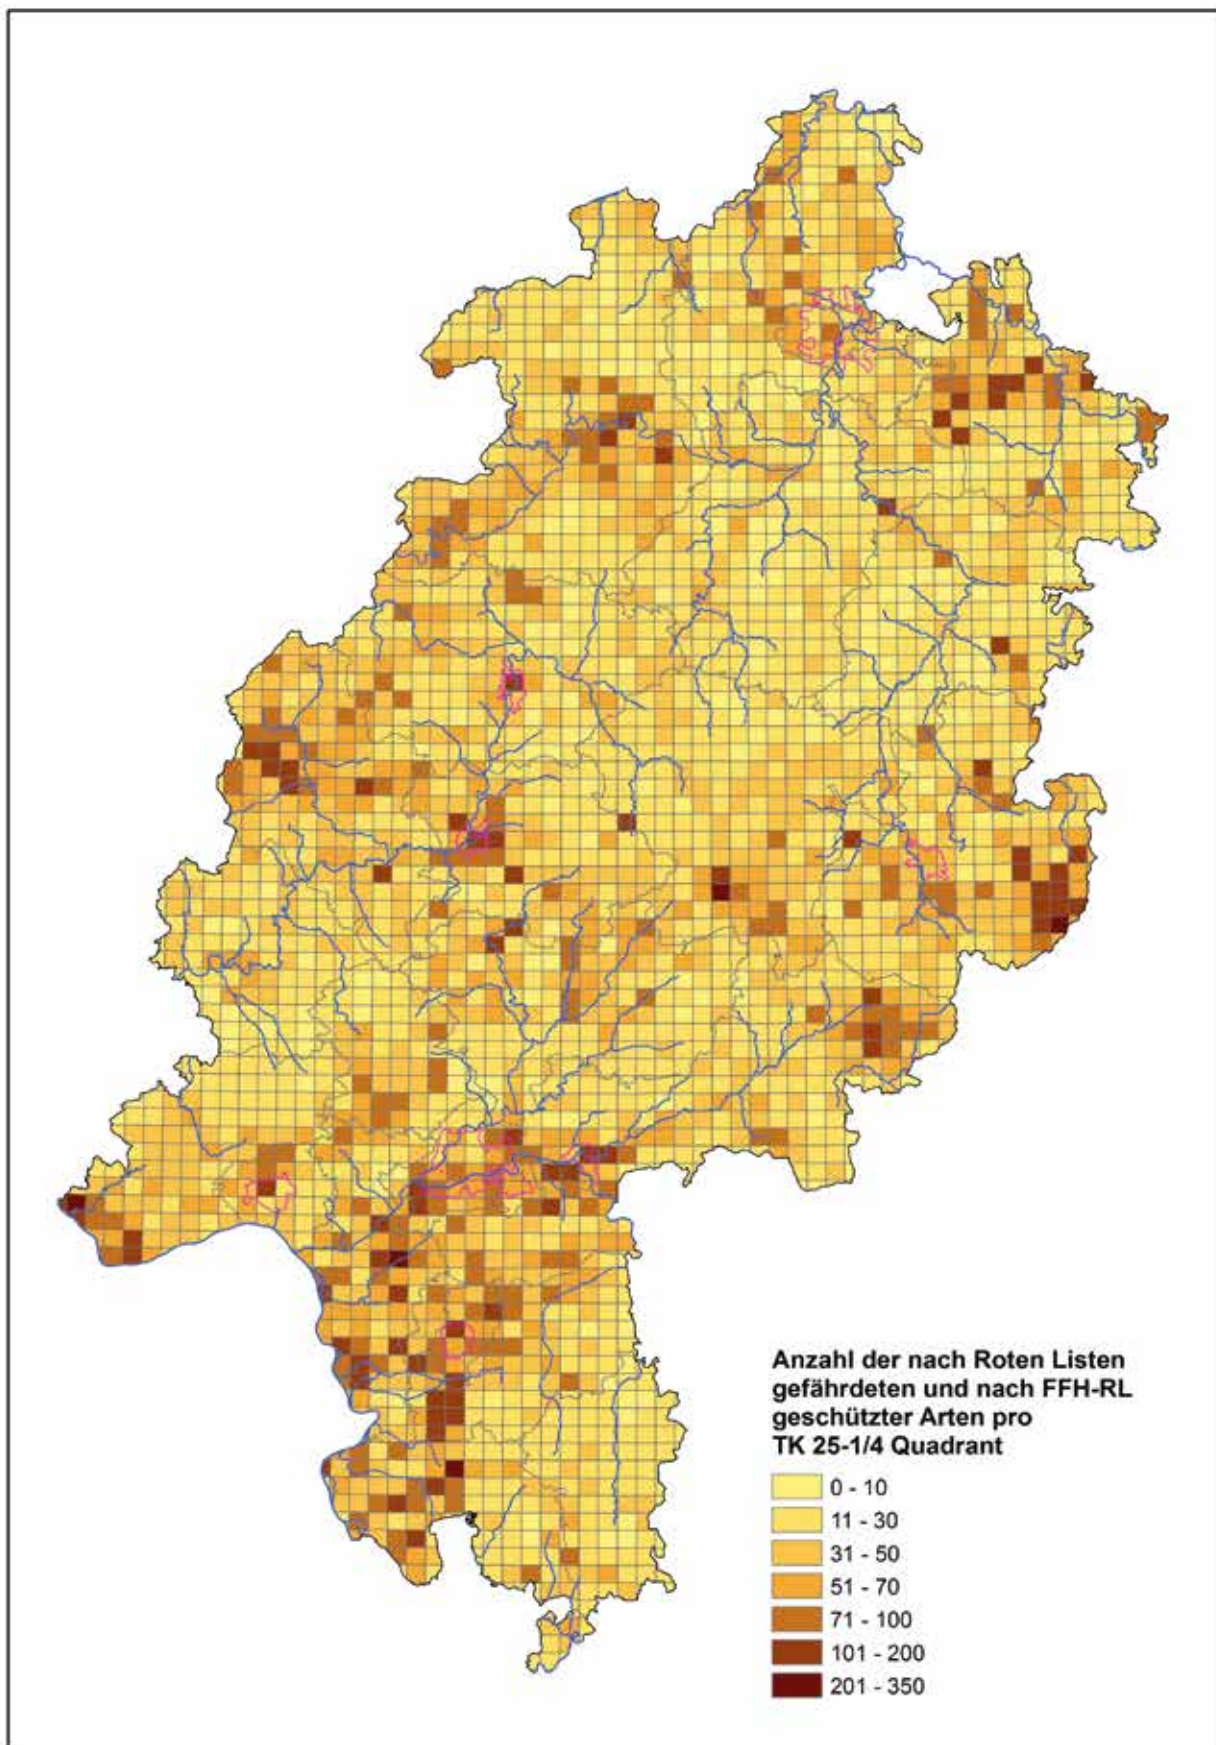 Anzahl der nach Roten Listen
gefährdeten und nach FFH-RL
geschützter Arten pro
TK 25-1/4 Quadrant
0 - 10
11 - 30
31 - 50
51 - 70
71 - 100
101 - 200
201 - 350